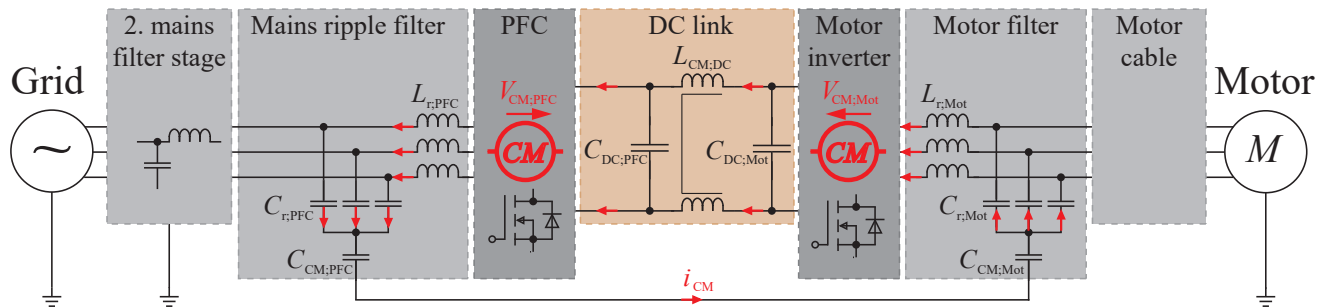 2. mains
filter stage
Mains ripple filter
PFC
DC link
Motor
inverter
Motor filter
Motor
cable
Grid
Motor
L_CM;DC
V_CM;PFC
V_CM;Mot
L_r;PFC
L_r;Mot
~
CM
C_DC;PFC
C_DC;Mot
CM
M
C_r;PFC
C_r;Mot
C_CM;PFC
C_CM;Mot
i_CM